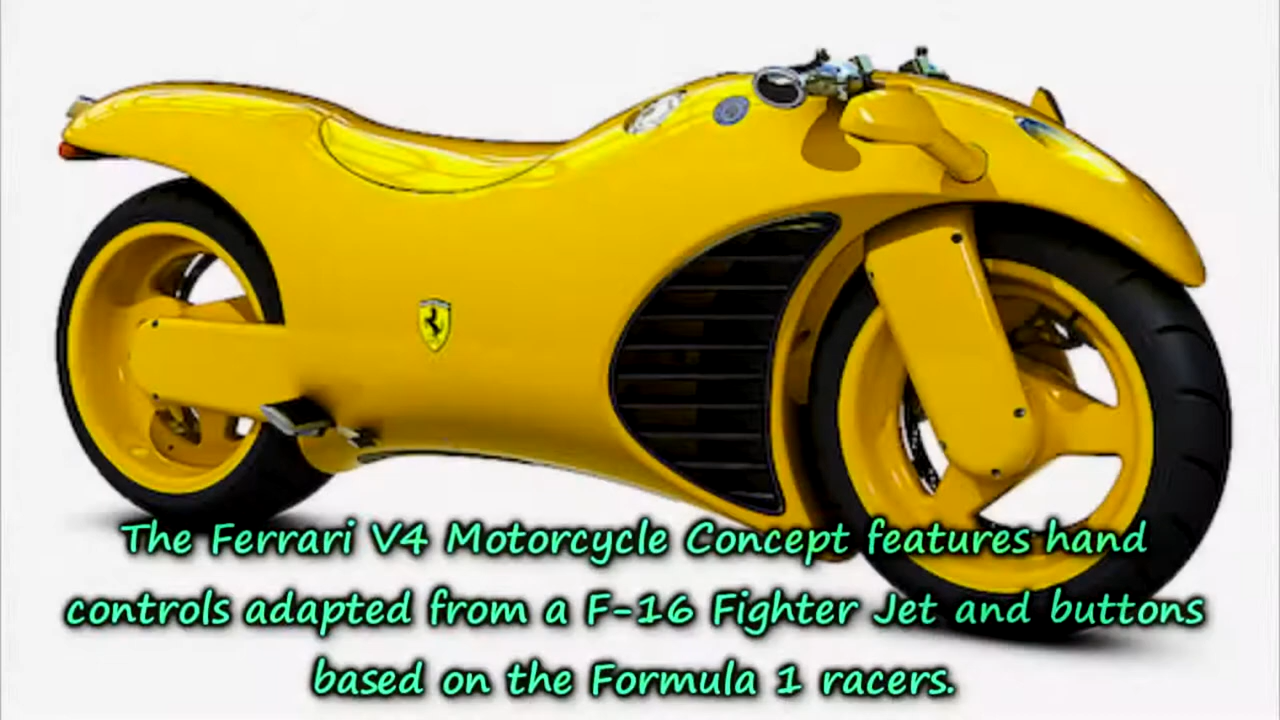 The Ferrari V4 Motorcycle Concept features hand
controls adapted from a F-16 Fighter Jet and buttons
based on the Formula 1 racers.